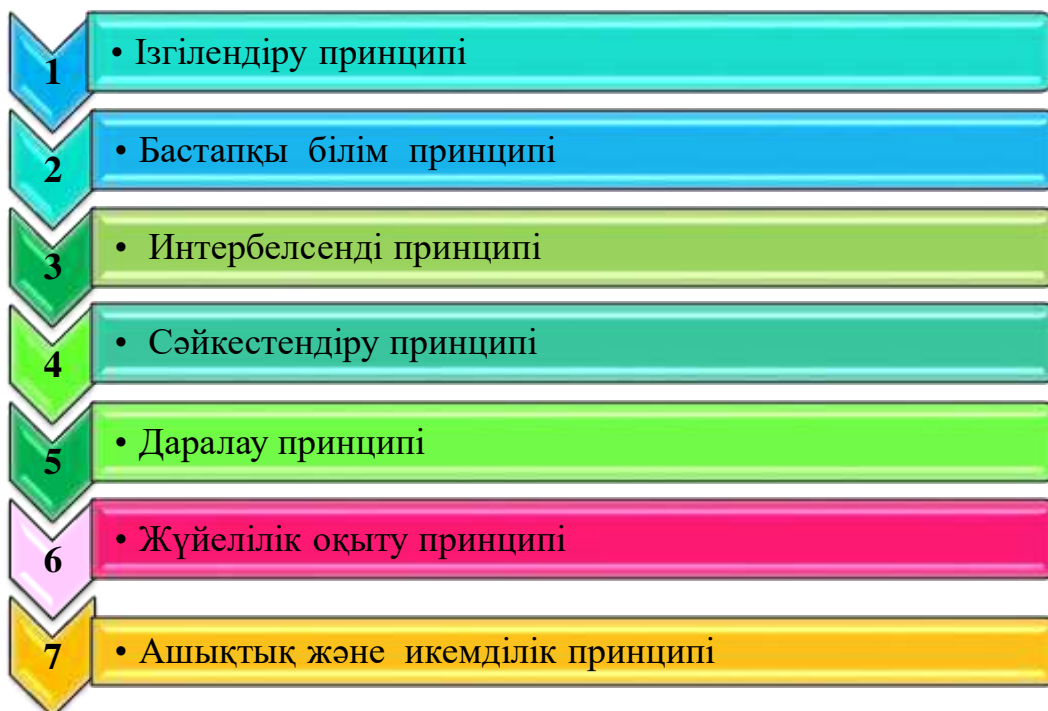 1 • Ізгілендіру принципі
2 • Бастапқы білім принципі
3 • Интербелсенді принципі
4 • Сәйкестендіру принципі
5 • Даралау принципі
6 • Жүйелілік оқыту принципі
7 • Ашықтық және икемділік принципі